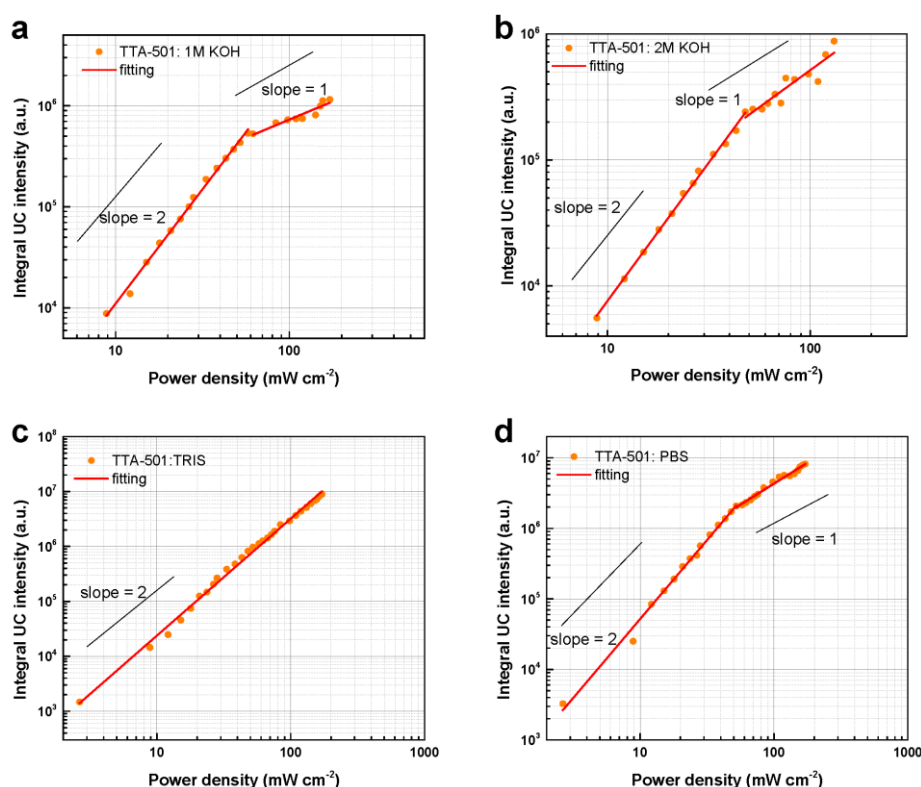 a
TTA-501: 1M KOH
fitting
slope = 1
slope = 2
Integral UC intensity (a.u.)
10⁶
10⁵
10⁴
10
100
Power density (mW cm⁻²)
b
TTA-501: 2M KOH
fitting
slope = 1
slope = 2
Integral UC intensity (a.u.)
10⁶
10⁵
10⁴
10
100
Power density (mW cm⁻²)
c
TTA-501:TRIS
fitting
slope = 2
Integral UC intensity (a.u.)
10⁸
10⁷
10⁶
10⁵
10⁴
10³
10
100
1000
Power density (mW cm⁻²)
d
TTA-501: PBS
fitting
slope = 1
slope = 2
Integral UC intensity (a.u.)
10⁷
10⁶
10⁵
10⁴
10³
10
100
1000
Power density (mW cm⁻²)